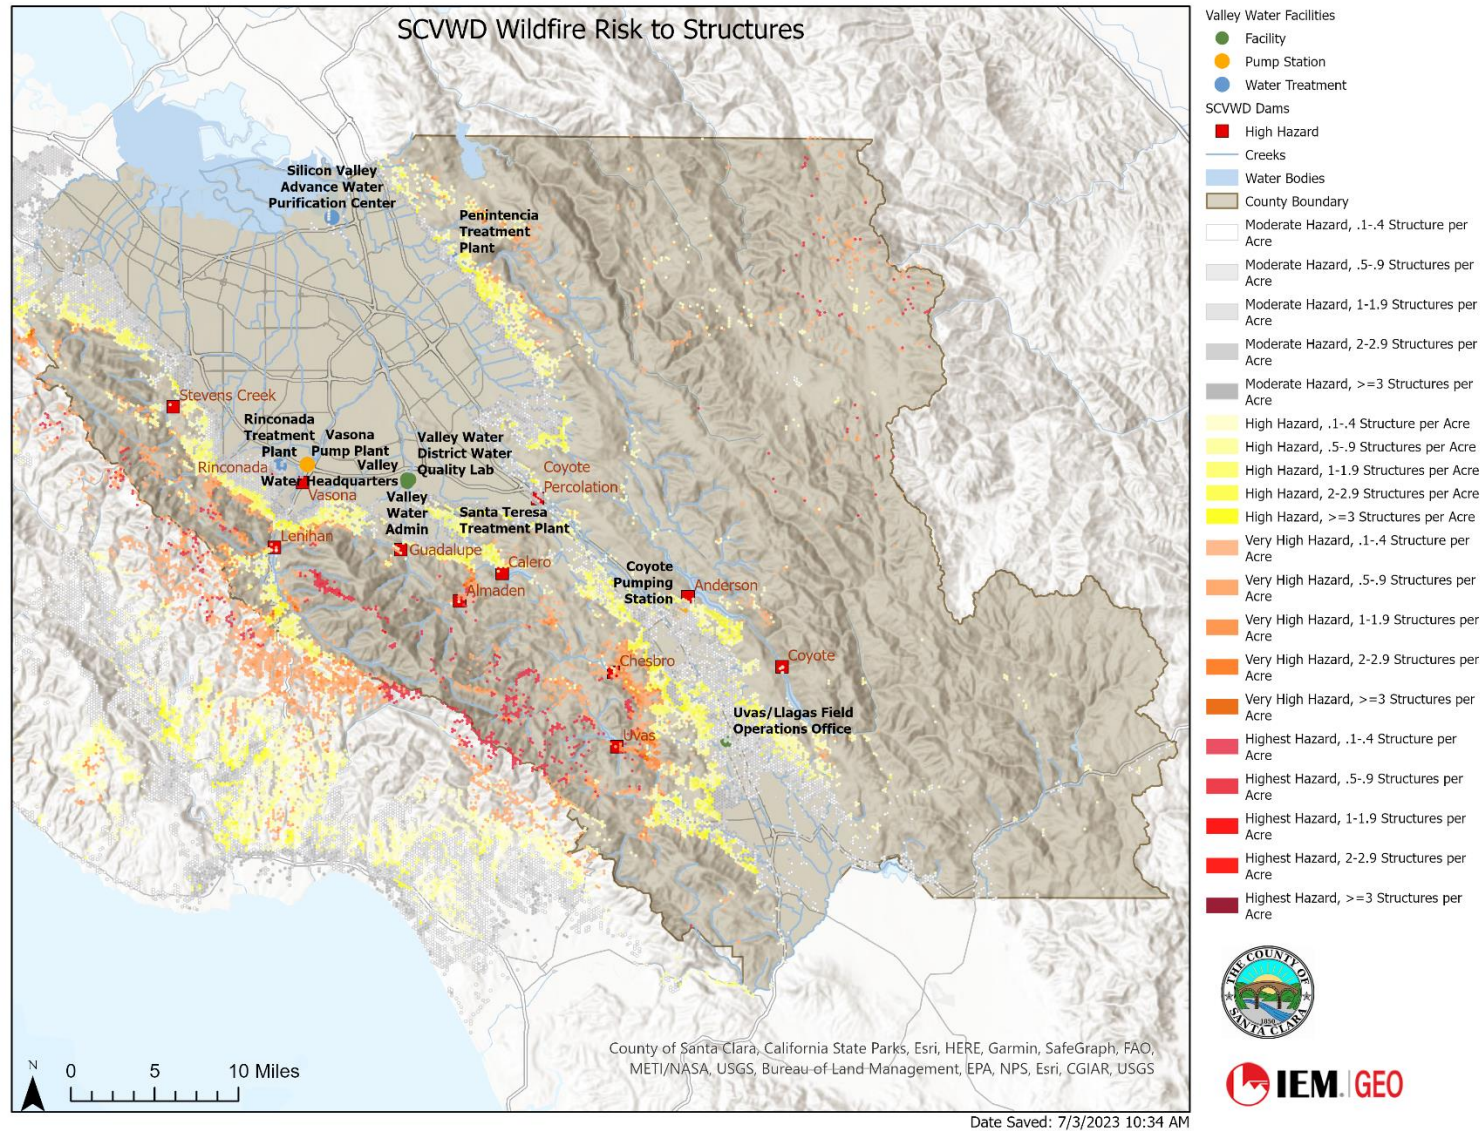 SCVWD Wildfire Risk to Structures
Silicon Valley
Advance Water
Purification Center
Penintencia
Treatment
Plant
Stevens Creek
Rinconada
Treatment
Plant
Vasona
Pump Plant
Valley
Water Headquarters
Valley Water
District Water
Quality Lab
Rinconada
Vasona
Coyote
Percolation
Valley
Water
Admin
Santa Teresa
Treatment Plant
Lenihan
Guadalupe
Calero
Almaden
Coyote
Pumping
Station
Anderson
Chesbro
Coyote
Uvas/Llagas Field
Operations Office
Uvas
County of Santa Clara, California State Parks, Esri, HERE, Garmin, SafeGraph, FAO,
METI/NASA, USGS, Bureau of Land Management, EPA, NPS, Esri, CGIAR, USGS
N
0 5 10 Miles
Date Saved: 7/3/2023 10:34 AM
Valley Water Facilities
Facility
Pump Station
Water Treatment
SCVWD Dams
High Hazard
Creeks
Water Bodies
County Boundary
Moderate Hazard, .1-.4 Structure per
Acre
Moderate Hazard, .5-.9 Structures per
Acre
Moderate Hazard, 1-1.9 Structures per
Acre
Moderate Hazard, 2-2.9 Structures per
Acre
Moderate Hazard, >=3 Structures per
Acre
High Hazard, .1-.4 Structure per Acre
High Hazard, .5-.9 Structures per Acre
High Hazard, 1-1.9 Structures per Acre
High Hazard, 2-2.9 Structures per Acre
High Hazard, >=3 Structures per Acre
Very High Hazard, .1-.4 Structure per
Acre
Very High Hazard, .5-.9 Structures per
Acre
Very High Hazard, 1-1.9 Structures per
Acre
Very High Hazard, 2-2.9 Structures per
Acre
Very High Hazard, >=3 Structures per
Acre
Highest Hazard, .1-.4 Structure per
Acre
Highest Hazard, .5-.9 Structures per
Acre
Highest Hazard, 1-1.9 Structures per
Acre
Highest Hazard, 2-2.9 Structures per
Acre
Highest Hazard, >=3 Structures per
Acre
THE COUNTY OF
SANTA CLARA
1850
IEM | GEO